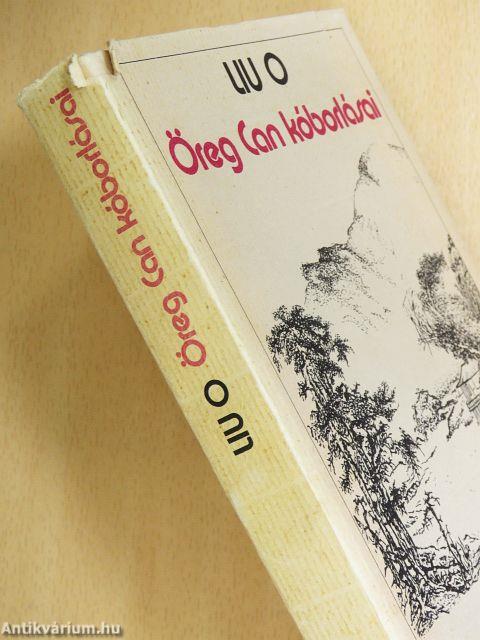 LIU O
Öreg Can kóborlásai
LIU O Öreg Can kóborlásai
Antikvárium.hu